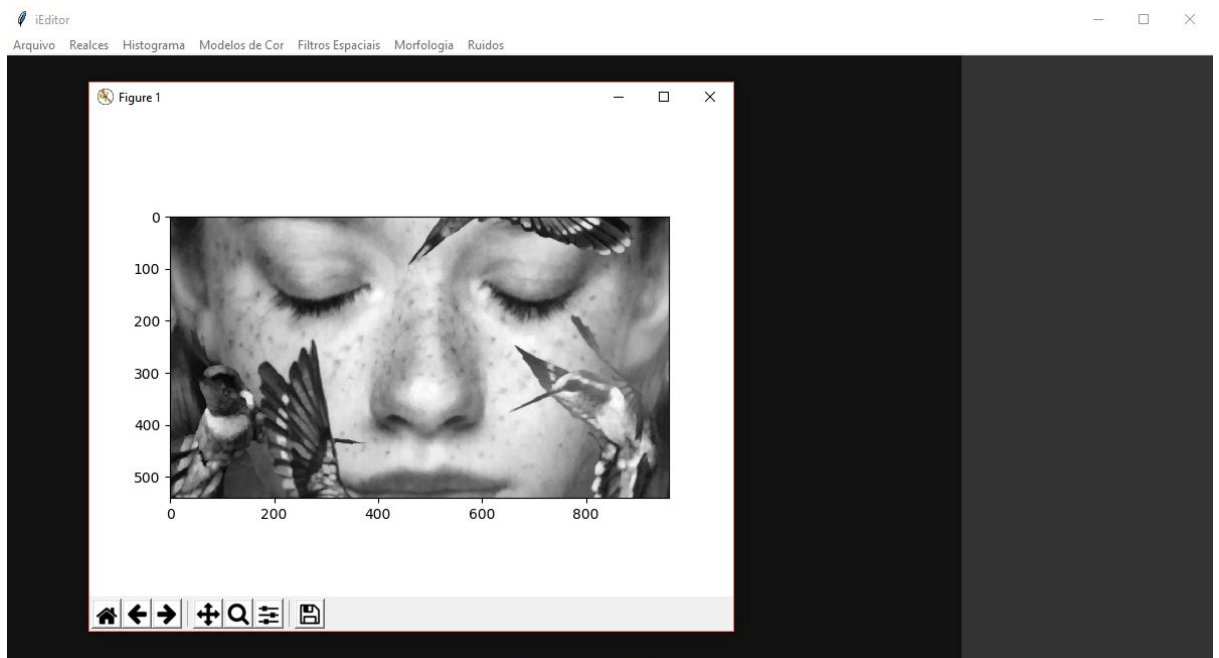 iEditor
Arquivo Realces Histograma Modelos de Cor Filtros Espaciais Morfologia Ruidos
Figure 1
0
100
200
300
400
500
0 200 400 600 800